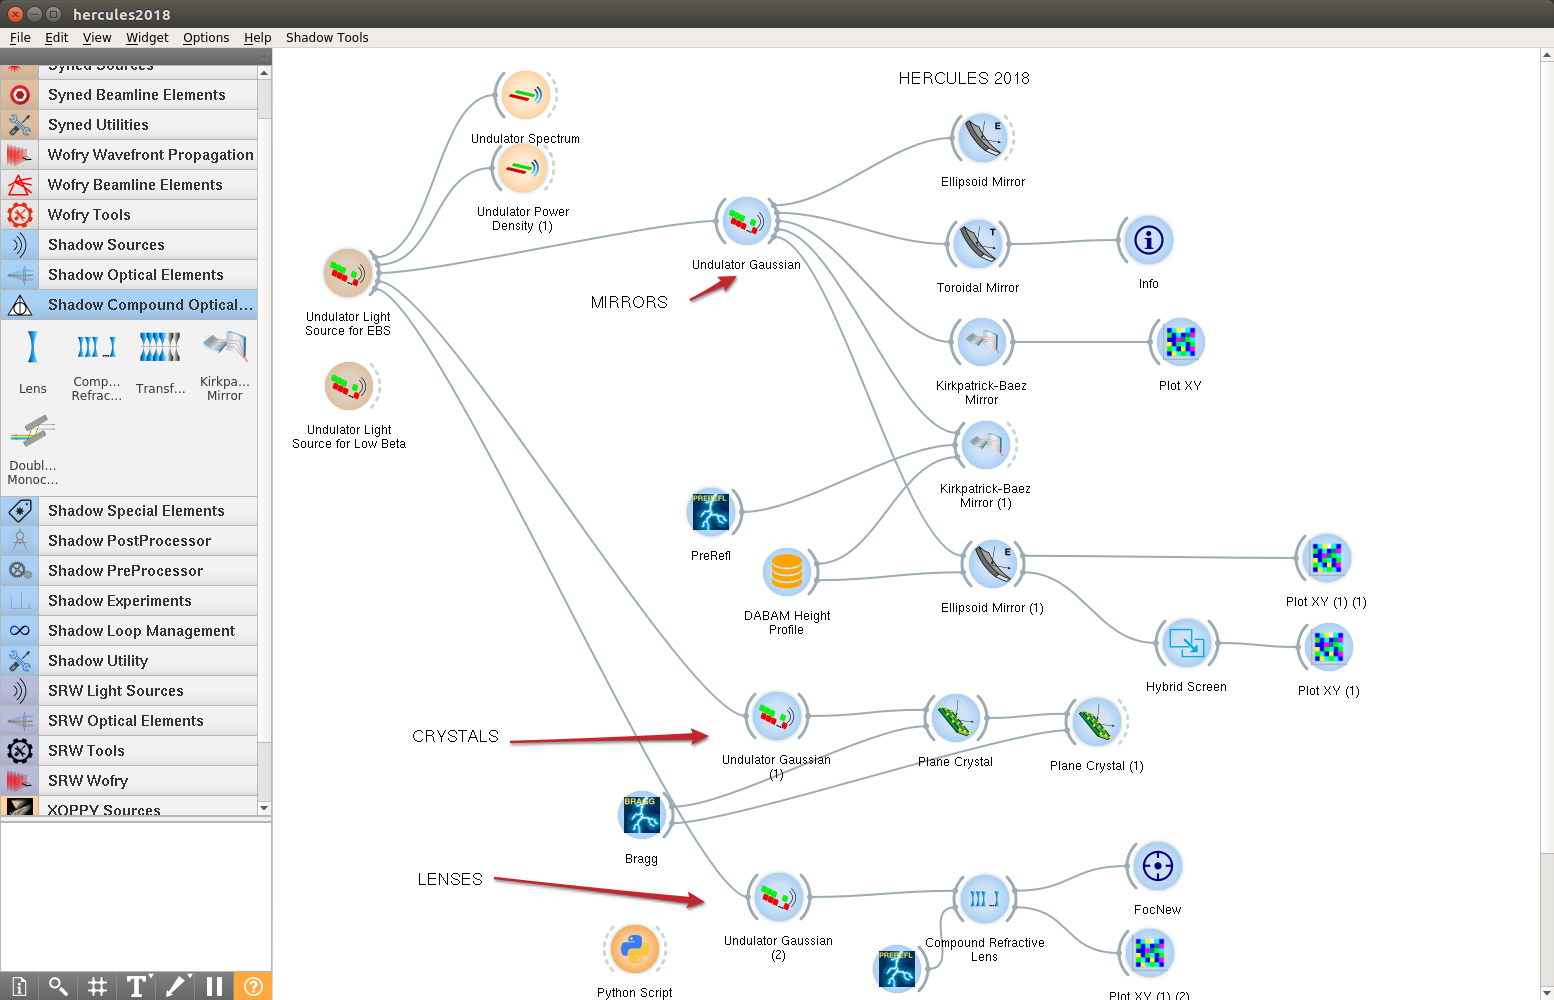 hercules2018
File Edit View Widget Options Help Shadow Tools
Syned Sources
Syned Beamline Elements
Syned Utilities
Wofry Wavefront Propagation
Wofry Beamline Elements
Wofry Tools
Shadow Sources
Shadow Optical Elements
Shadow Compound Optical...
Lens
Comp...
Refrac...
Transf...
Kirkpa...
Mirror
Doubl...
Monoc...
Shadow Special Elements
Shadow PostProcessor
Shadow PreProcessor
Shadow Experiments
Shadow Loop Management
Shadow Utility
SRW Light Sources
SRW Optical Elements
SRW Tools
SRW Wofry
XOPPY Sources
HERCULES 2018
Undulator Spectrum
Undulator Power
Density (1)
Undulator Light
Source for EBS
Undulator Light
Source for Low Beta
MIRRORS
Undulator Gaussian
E
Ellipsoid Mirror
T
Toroidal Mirror
Info
Kirkpatrick-Baez
Mirror
Plot XY
Kirkpatrick-Baez
Mirror (1)
PREREFL
PreRefl
DABAM Height
Profile
E
Ellipsoid Mirror (1)
Plot XY (1) (1)
Hybrid Screen
Plot XY (1)
CRYSTALS
Undulator Gaussian
(1)
Plane Crystal
Plane Crystal (1)
BRAGG
Bragg
LENSES
Undulator Gaussian
(2)
Compound Refractive
Lens
FocNew
PREREFL
Plot XY (1) (2)
Python Script